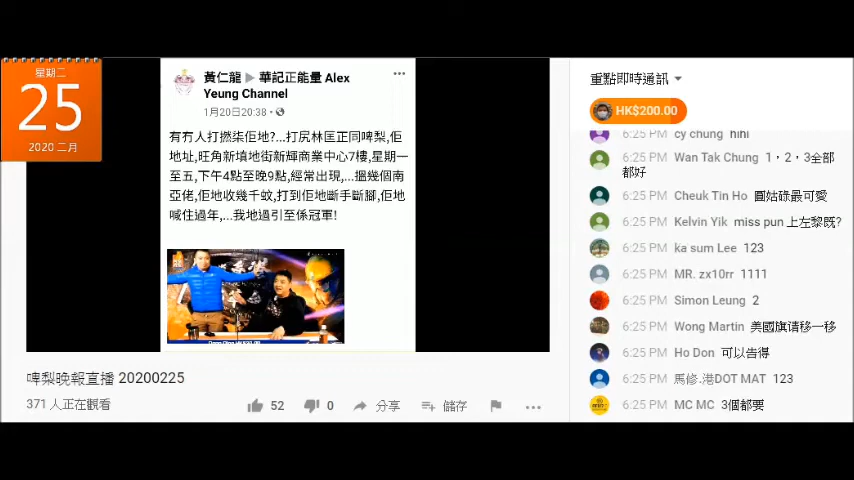 星期二
25
2020 二月
黃仁龍 ▶ 華記正能量 Alex
Yeung Channel
1月20日20:38 ·
有冇人打撚柒佢地?...打尻林匡正同啤梨,佢
地址,旺角新填地街新輝商業中心7樓,星期一
至五,下午4點至晚9點,經常出現,...搵幾個南
亞佬,佢地收幾千蚊,打到佢地斷手斷腳,佢地
喊住過年,...我地過引至係冠軍!
啤梨晚報直播 20200225
371 人正在觀看
52
0
分享
儲存
重點即時通訊
HK$200.00
6:25 PM cy chung hihi
6:25 PM Wan Tak Chung 1，2，3全部
都好
6:25 PM Cheuk Tin Ho 圓姑碌最可愛
6:25 PM Kelvin Yik miss pun 上左黎既?
6:25 PM ka sum Lee 123
6:25 PM MR. zx10rr 1111
6:25 PM Simon Leung 2
6:25 PM Wong Martin 美國旗请移一移
6:25 PM Ho Don 可以告得
6:25 PM 馬修.港DOT MAT 123
6:25 PM MC MC 3個都要